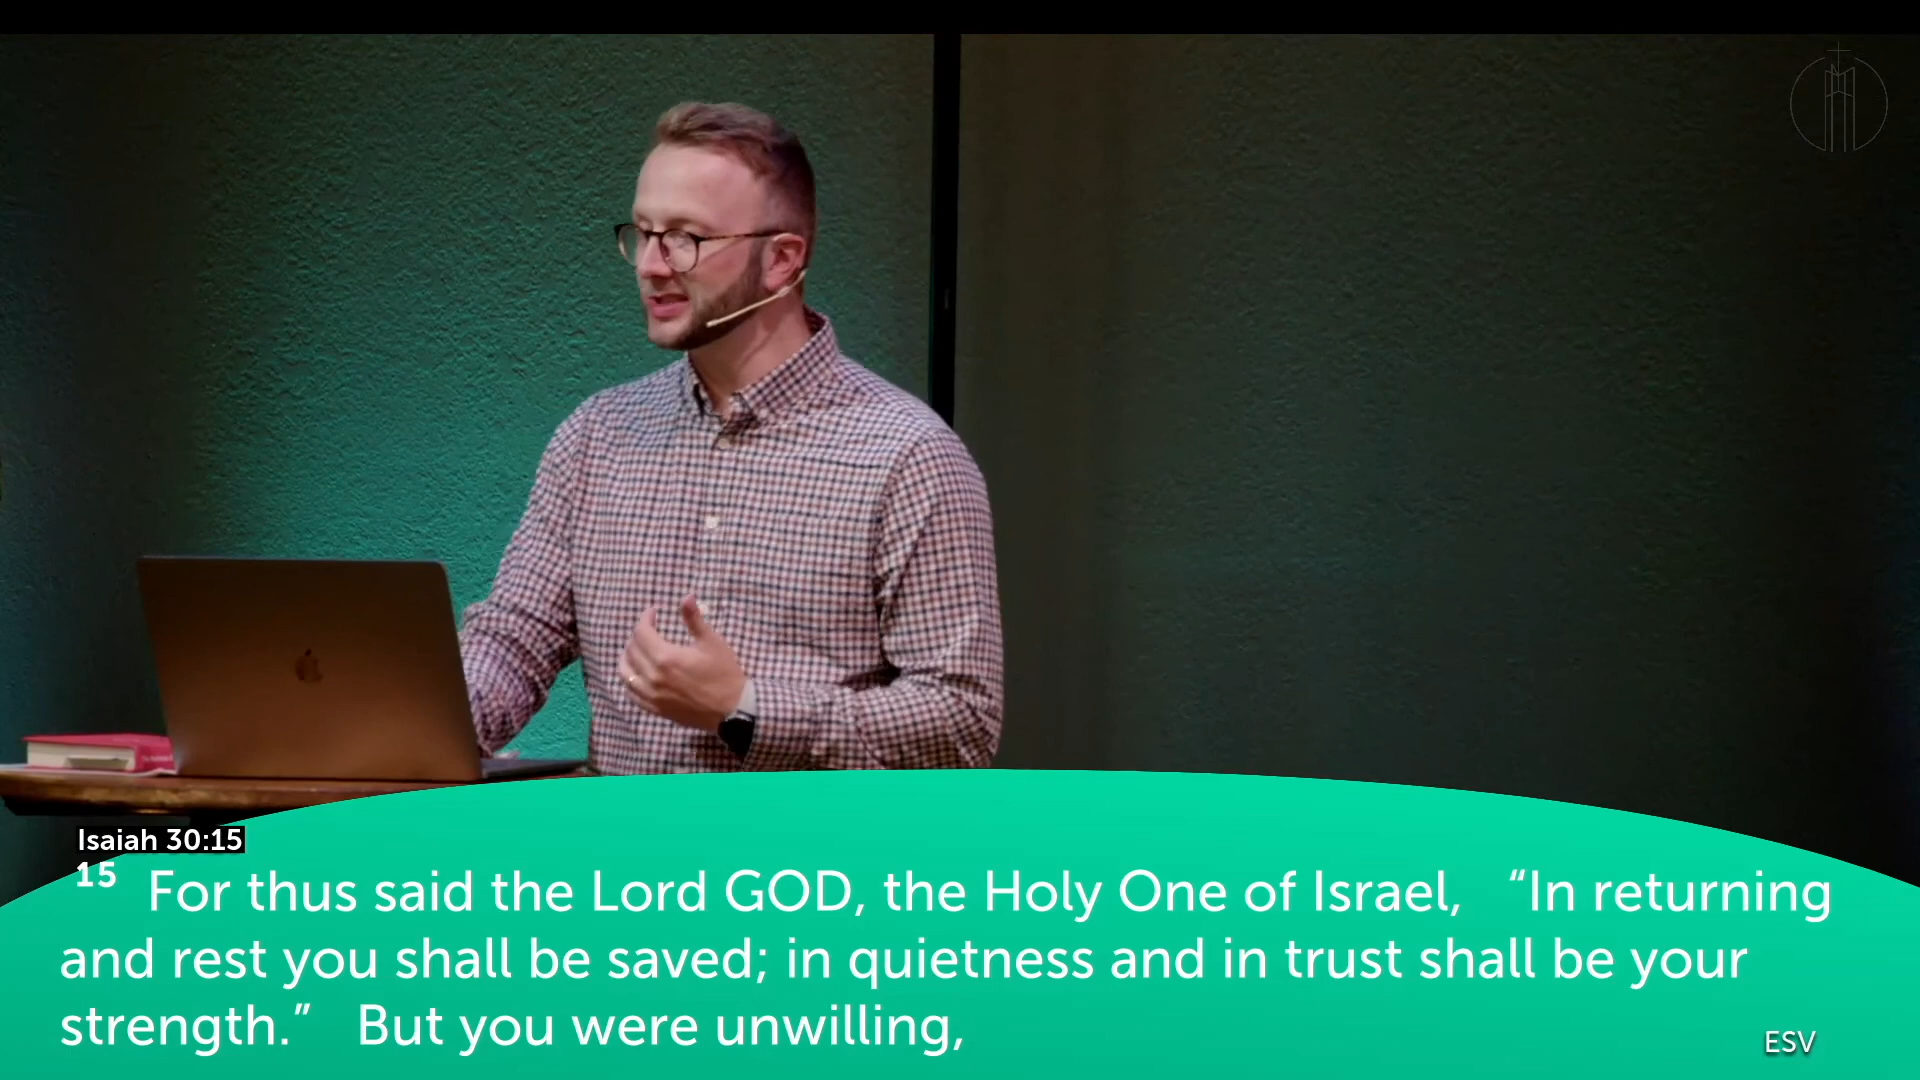 Isaiah 30:15
15 For thus said the Lord GOD, the Holy One of Israel, “In returning
and rest you shall be saved; in quietness and in trust shall be your
strength.” But you were unwilling,
ESV